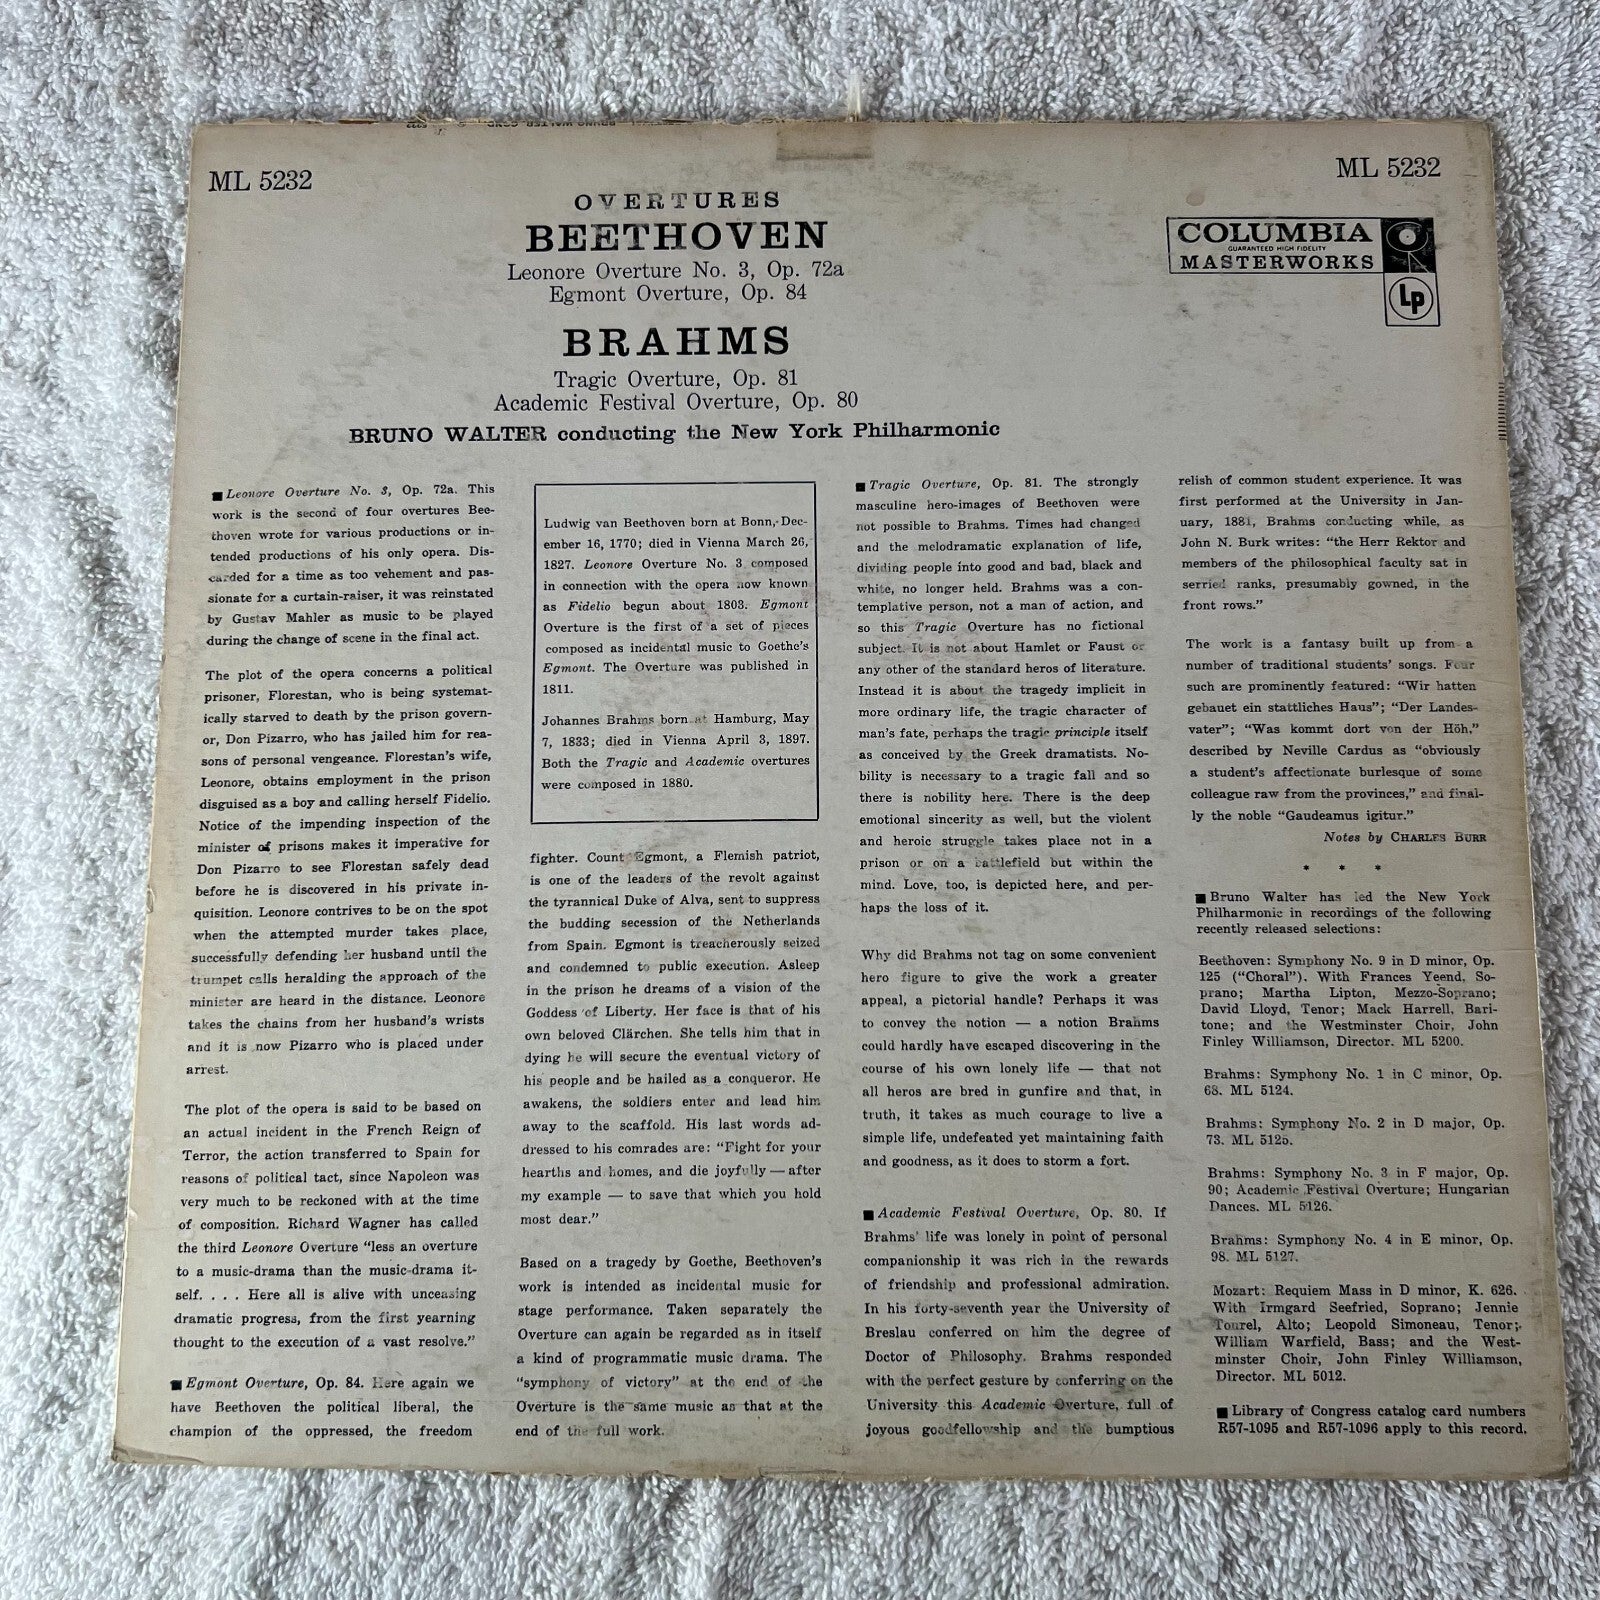 ML 5232
ML 5232
OVERTURES
BEETHOVEN
Leonore Overture No. 3, Op. 72a
Egmont Overture, Op. 84
BRAHMS
Tragic Overture, Op. 81
Academic Festival Overture, Op. 80
BRUNO WALTER conducting the New York Philharmonic
COLUMBIA
GUARANTEED HIGH FIDELITY
MASTERWORKS
Lp
■ Leonore Overture No. 3, Op. 72a. This
work is the second of four overtures Bee-
thoven wrote for various productions or in-
tended productions of his only opera. Dis-
carded for a time as too vehement and pas-
sionate for a curtain-raiser, it was reinstated
by Gustav Mahler as music to be played
during the change of scene in the final act.
The plot of the opera concerns a political
prisoner, Florestan, who is being systemat-
ically starved to death by the prison govern-
or, Don Pizarro, who has jailed him for rea-
sons of personal vengeance. Florestan's wife,
Leonore, obtains employment in the prison
disguised as a boy and calling herself Fidelio.
Notice of the impending inspection of the
minister of prisons makes it imperative for
Don Pizarro to see Florestan safely dead
before he is discovered in his private in-
quisition. Leonore contrives to be on the spot
when the attempted murder takes place,
successfully defending her husband until the
trumpet calls heralding the approach of the
minister are heard in the distance. Leonore
takes the chains from her husband's wrists
and it is now Pizarro who is placed under
arrest.
The plot of the opera is said to be based on
an actual incident in the French Reign of
Terror, the action transferred to Spain for
reasons of political tact, since Napoleon was
very much to be reckoned with at the time
of composition. Richard Wagner has called
the third Leonore Overture "less an overture
to a music-drama than the music-drama it-
self. . . . Here all is alive with unceasing
dramatic progress, from the first yearning
thought to the execution of a vast resolve."
■ Egmont Overture, Op. 84. Here again we
have Beethoven the political liberal, the
champion of the oppressed, the freedom
Ludwig van Beethoven born at Bonn, Dec-
ember 16, 1770; died in Vienna March 26,
1827. Leonore Overture No. 3 composed
in connection with the opera now known
as Fidelio begun about 1803. Egmont
Overture is the first of a set of pieces
composed as incidental music to Goethe's
Egmont. The Overture was published in
1811.
Johannes Brahms born at Hamburg, May
7, 1833; died in Vienna April 3, 1897.
Both the Tragic and Academic overtures
were composed in 1880.
fighter. Count Egmont, a Flemish patriot,
is one of the leaders of the revolt against
the tyrannical Duke of Alva, sent to suppress
the budding secession of the Netherlands
from Spain. Egmont is treacherously seized
and condemned to public execution. Asleep
in the prison he dreams of a vision of the
Goddess of Liberty. Her face is that of his
own beloved Clärchen. She tells him that in
dying he will secure the eventual victory of
his people and be hailed as a conqueror. He
awakens, the soldiers enter and lead him
away to the scaffold. His last words ad-
dressed to his comrades are: "Fight for your
hearths and homes, and die joyfully — after
my example — to save that which you hold
most dear."
Based on a tragedy by Goethe, Beethoven's
work is intended as incidental music for
stage performance. Taken separately the
Overture can again be regarded as in itself
a kind of programmatic music drama. The
"symphony of victory" at the end of the
Overture is the same music as that at the
end of the full work.
■ Tragic Overture, Op. 81. The strongly
masculine hero-images of Beethoven were
not possible to Brahms. Times had changed
and the melodramatic explanation of life,
dividing people into good and bad, black and
white, no longer held. Brahms was a con-
templative person, not a man of action, and
so this Tragic Overture has no fictional
subject. It is not about Hamlet or Faust or
any other of the standard heros of literature.
Instead it is about the tragedy implicit in
more ordinary life, the tragic character of
man's fate, perhaps the tragic principle itself
as conceived by the Greek dramatists. No-
bility is necessary to a tragic fall and so
there is nobility here. There is the deep
emotional sincerity as well, but the violent
and heroic struggle takes place not in a
prison or on a battlefield but within the
mind. Love, too, is depicted here, and per-
haps the loss of it.
Why did Brahms not tag on some convenient
hero figure to give the work a greater
appeal, a pictorial handle? Perhaps it was
to convey the notion — a notion Brahms
could hardly have escaped discovering in the
course of his own lonely life — that not
all heros are bred in gunfire and that, in
truth, it takes as much courage to live a
simple life, undefeated yet maintaining faith
and goodness, as it does to storm a fort.
■ Academic Festival Overture, Op. 80. If
Brahms' life was lonely in point of personal
companionship it was rich in the rewards
of friendship and professional admiration.
In his forty-seventh year the University of
Breslau conferred on him the degree of
Doctor of Philosophy. Brahms responded
with the perfect gesture by conferring on the
University this Academic Overture, full of
joyous goodfellowship and the bumptious
relish of common student experience. It was
first performed at the University in Jan-
uary, 1881, Brahms conducting while, as
John N. Burk writes: "the Herr Rektor and
members of the philosophical faculty sat in
serried ranks, presumably gowned, in the
front rows."
The work is a fantasy built up from a
number of traditional students' songs. Four
such are prominently featured: "Wir hatten
gebauet ein stattliches Haus"; "Der Landes-
vater"; "Was kommt dort von der Höh,"
described by Neville Cardus as "obviously
a student's affectionate burlesque of some
colleague raw from the provinces," and final-
ly the noble "Gaudeamus igitur."
Notes by CHARLES BURR
* * *
■ Bruno Walter has led the New York
Philharmonic in recordings of the following
recently released selections:
Beethoven: Symphony No. 9 in D minor, Op.
125 ("Choral"). With Frances Yeend, So-
prano; Martha Lipton, Mezzo-Soprano;
David Lloyd, Tenor; Mack Harrell, Bari-
tone; and the Westminster Choir, John
Finley Williamson, Director. ML 5200.
Brahms: Symphony No. 1 in C minor, Op.
68. ML 5124.
Brahms: Symphony No. 2 in D major, Op.
73. ML 5125.
Brahms: Symphony No. 3 in F major, Op.
90; Academic Festival Overture; Hungarian
Dances. ML 5126.
Brahms: Symphony No. 4 in E minor, Op.
98. ML 5127.
Mozart: Requiem Mass in D minor, K. 626.
With Irmgard Seefried, Soprano; Jennie
Tourel, Alto; Leopold Simoneau, Tenor;
William Warfield, Bass; and the West-
minster Choir, John Finley Williamson,
Director. ML 5012.
■ Library of Congress catalog card numbers
R57-1095 and R57-1096 apply to this record.